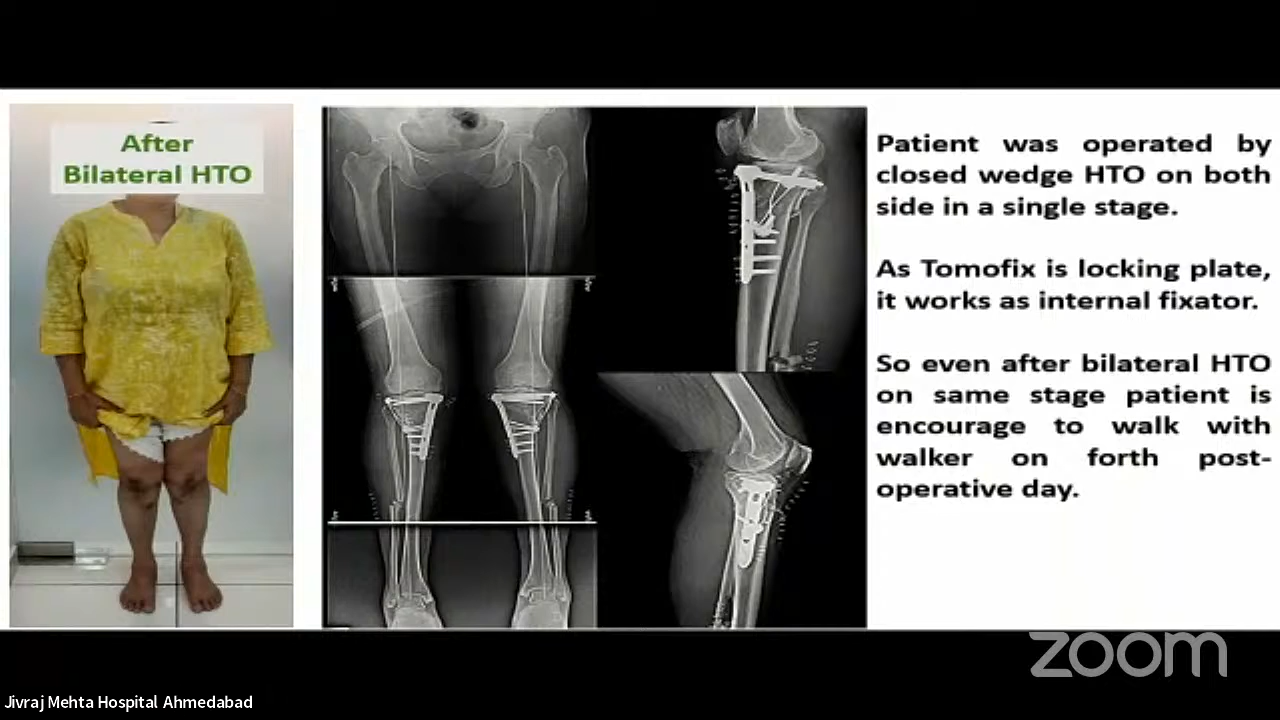 After
Bilateral HTO
Patient was operated by
closed wedge HTO on both
side in a single stage.
As Tomofix is locking plate,
it works as internal fixator.
So even after bilateral HTO
on same stage patient is
encourage to walk with
walker on forth post-
operative day.
zoom
Jivraj Mehta Hospital Ahmedabad